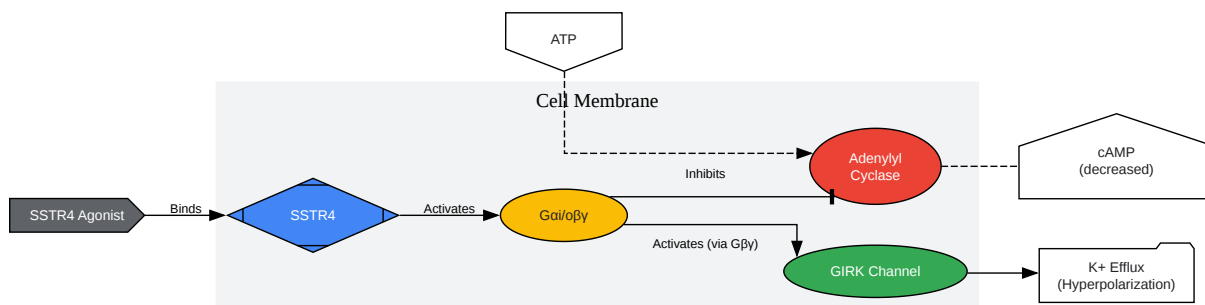 ATP
Cell Membrane
Adenylyl
Cyclase
cAMP
(decreased)
Inhibits
SSTR4 Agonist
Binds
SSTR4
Activates
Gαi/oβγ
Activates (via Gβγ)
GIRK Channel
K+ Efflux
(Hyperpolarization)